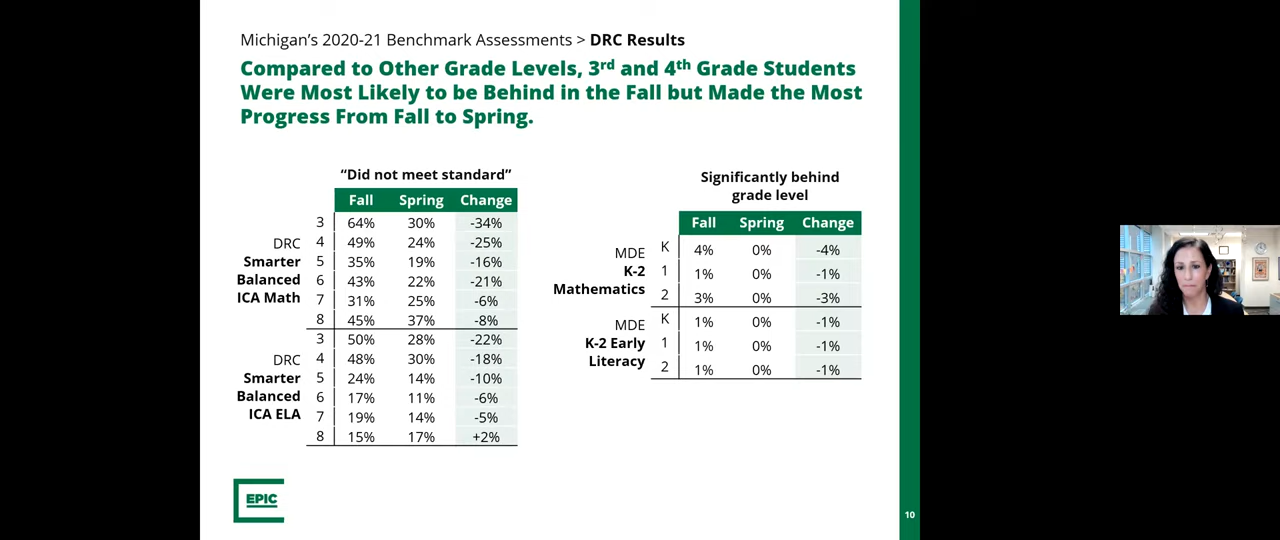 Michigan's 2020-21 Benchmark Assessments > DRC Results
Compared to Other Grade Levels, 3rd and 4th Grade Students
Were Most Likely to be Behind in the Fall but Made the Most
Progress From Fall to Spring.
"Did not meet standard"
Fall Spring Change
DRC
Smarter
Balanced
ICA Math
3 64% 30% -34%
4 49% 24% -25%
5 35% 19% -16%
6 43% 22% -21%
7 31% 25% -6%
8 45% 37% -8%
DRC
Smarter
Balanced
ICA ELA
3 50% 28% -22%
4 48% 30% -18%
5 24% 14% -10%
6 17% 11% -6%
7 19% 14% -5%
8 15% 17% +2%
Significantly behind
grade level
Fall Spring Change
MDE
K-2
Mathematics
K 4% 0% -4%
1 1% 0% -1%
2 3% 0% -3%
MDE
K-2 Early
Literacy
K 1% 0% -1%
1 1% 0% -1%
2 1% 0% -1%
EPIC
10